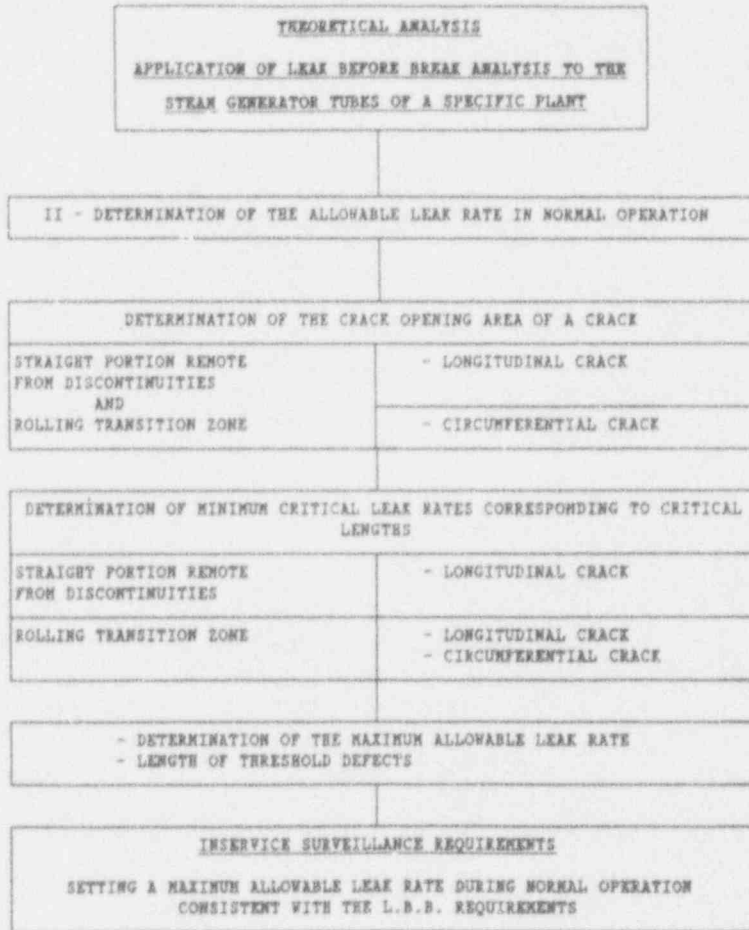 THEORETICAL ANALYSIS
APPLICATION OF LEAK BEFORE BREAK ANALYSIS TO THE
STEAM GENERATOR TUBES OF A SPECIFIC PLANT
II - DETERMINATION OF THE ALLOWABLE LEAK RATE IN NORMAL OPERATION
DETERMINATION OF THE CRACK OPENING AREA OF A CRACK
STRAIGHT PORTION REMOTE
FROM DISCONTINUITIES
AND
ROLLING TRANSITION ZONE
- LONGITUDINAL CRACK
- CIRCUMFERENTIAL CRACK
DETERMINATION OF MINIMUM CRITICAL LEAK RATES CORRESPONDING TO CRITICAL
LENGTHS
STRAIGHT PORTION REMOTE
FROM DISCONTINUITIES
- LONGITUDINAL CRACK
ROLLING TRANSITION ZONE
- LONGITUDINAL CRACK
- CIRCUMFERENTIAL CRACK
- DETERMINATION OF THE MAXIMUM ALLOWABLE LEAK RATE
- LENGTH OF THRESHOLD DEFECTS
INSERVICE SURVEILLANCE REQUIREMENTS
SETTING A MAXIMUM ALLOWABLE LEAK RATE DURING NORMAL OPERATION
CONSISTENT WITH THE L.B.B. REQUIREMENTS